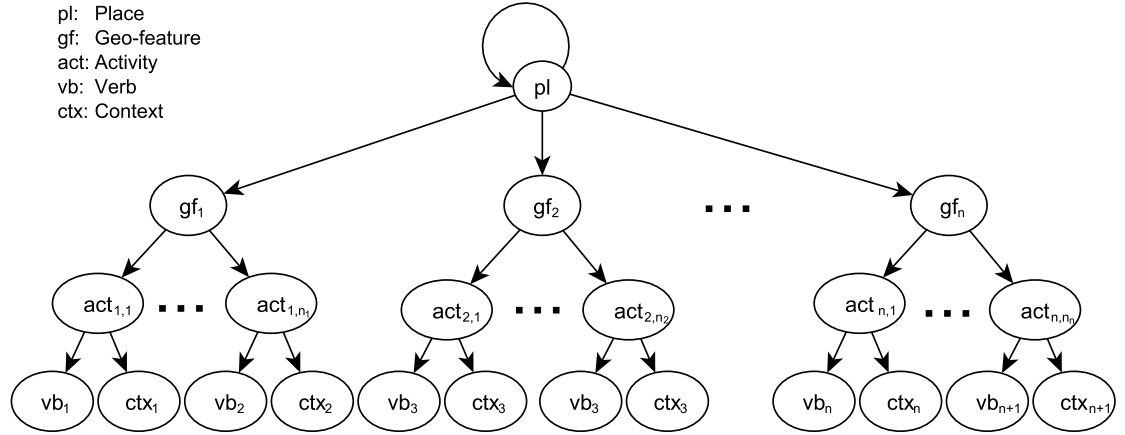 pl: Place
gf: Geo-feature
act: Activity
vb: Verb
ctx: Context
pl
gf₁ gf₂ ... gfₙ
act₁,₁ ... act₁,n₁ act₂,₁ ... act₂,n₂ actₙ,₁ ... actₙ,nₙ
vb₁ ctx₁ vb₂ ctx₂ vb₃ ctx₃ vb₃ ctx₃ vbₙ ctxₙ vbₙ₊₁ ctxₙ₊₁